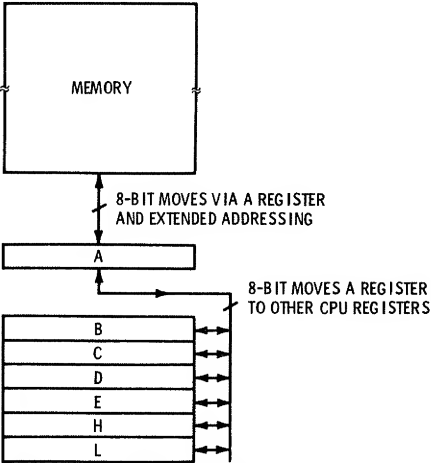 MEMORY
8-BIT MOVES VIA A REGISTER
AND EXTENDED ADDRESSING
A
8-BIT MOVES A REGISTER
TO OTHER CPU REGISTERS
B
C
D
E
H
L